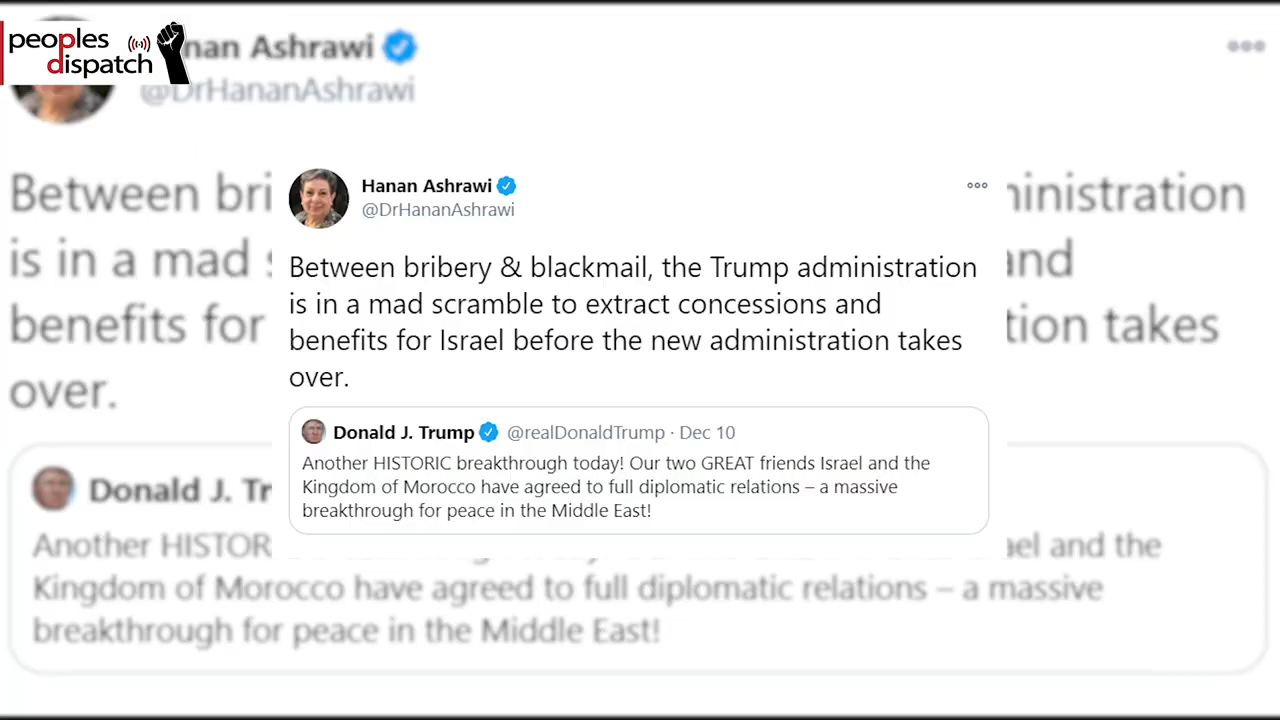 peoples
dispatch
nan Ashrawi
@DrHananAshrawi
Between bri
ninistration
is in a mad
and
benefits for
tion takes
over.
Donald J. Tr
Another HISTOR
ael and the
Kingdom of Morocco have agreed to full diplomatic relations – a massive
breakthrough for peace in the Middle East!
Hanan Ashrawi
@DrHananAshrawi
Between bribery & blackmail, the Trump administration
is in a mad scramble to extract concessions and
benefits for Israel before the new administration takes
over.
Donald J. Trump @realDonaldTrump · Dec 10
Another HISTORIC breakthrough today! Our two GREAT friends Israel and the
Kingdom of Morocco have agreed to full diplomatic relations – a massive
breakthrough for peace in the Middle East!